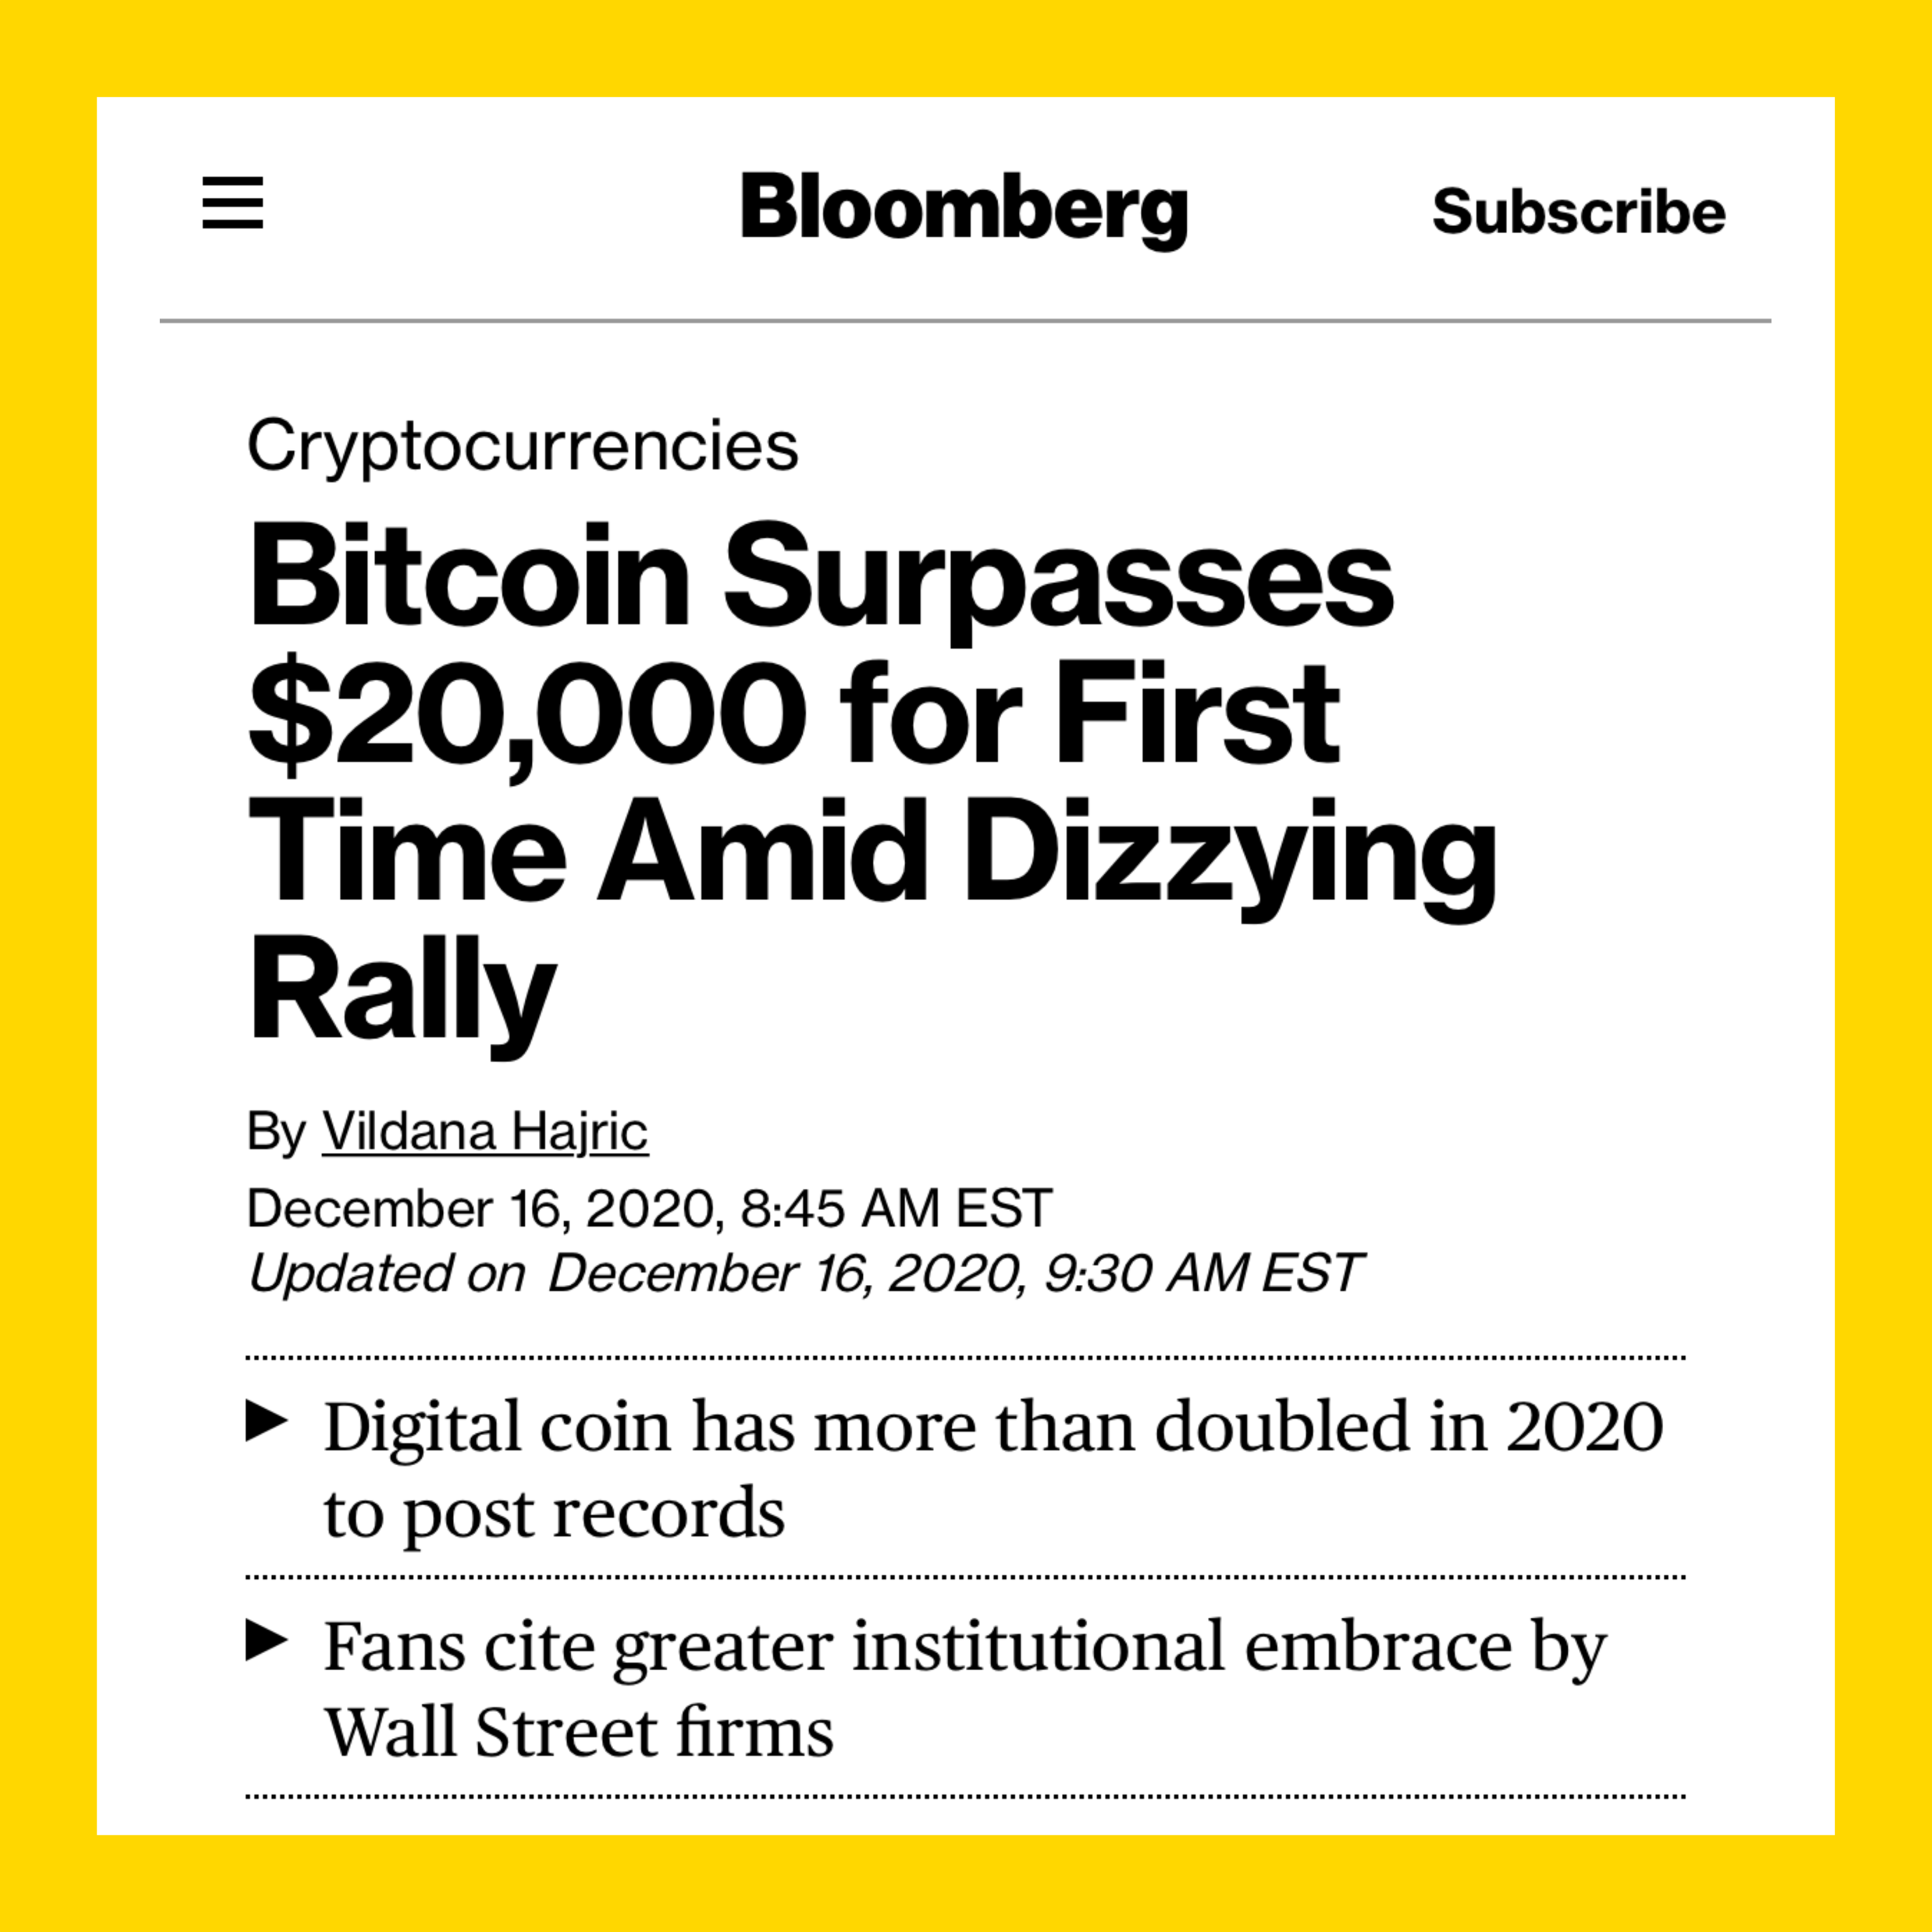 Bloomberg
Subscribe
Cryptocurrencies
Bitcoin Surpasses
$20,000 for First
Time Amid Dizzying
Rally
By Vildana Hajric
December 16, 2020, 8:45 AM EST
Updated on December 16, 2020, 9:30 AM EST
Digital coin has more than doubled in 2020
to post records
Fans cite greater institutional embrace by
Wall Street firms